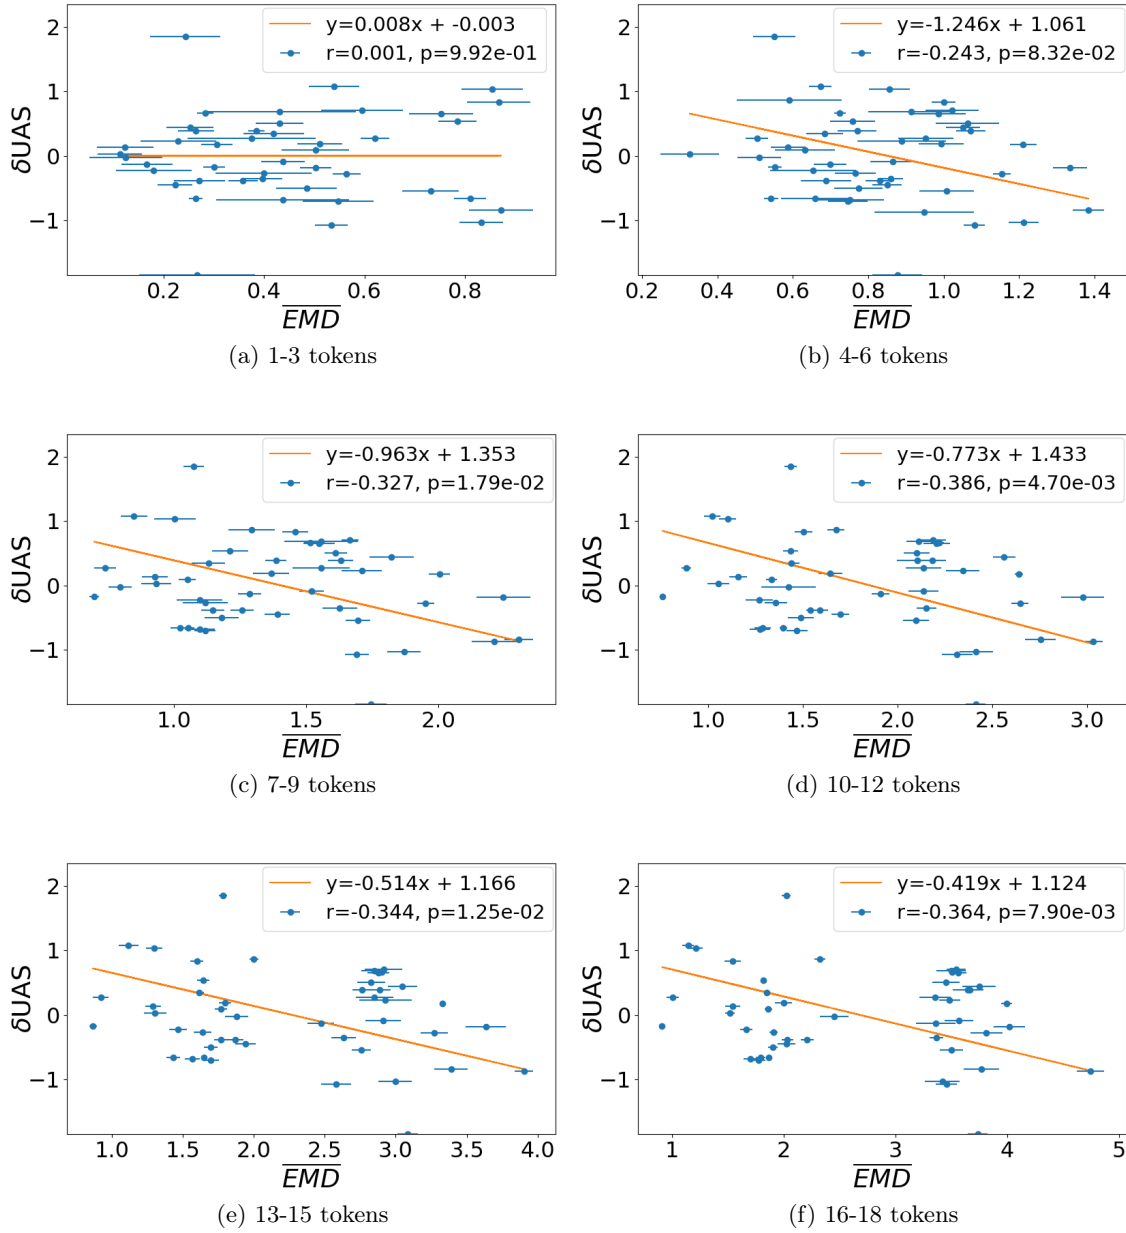 y=0.008x + -0.003
r=0.001, p=9.92e-01
δUAS
2
1
0
−1
0.2 0.4 0.6 0.8
EMD
(a) 1-3 tokens
y=-1.246x + 1.061
r=-0.243, p=8.32e-02
δUAS
2
1
0
−1
0.2 0.4 0.6 0.8 1.0 1.2 1.4
EMD
(b) 4-6 tokens
y=-0.963x + 1.353
r=-0.327, p=1.79e-02
δUAS
2
1
0
−1
1.0 1.5 2.0
EMD
(c) 7-9 tokens
y=-0.773x + 1.433
r=-0.386, p=4.70e-03
δUAS
2
1
0
−1
1.0 1.5 2.0 2.5 3.0
EMD
(d) 10-12 tokens
y=-0.514x + 1.166
r=-0.344, p=1.25e-02
δUAS
2
1
0
−1
1.0 1.5 2.0 2.5 3.0 3.5 4.0
EMD
(e) 13-15 tokens
y=-0.419x + 1.124
r=-0.364, p=7.90e-03
δUAS
2
1
0
−1
1 2 3 4 5
EMD
(f) 16-18 tokens